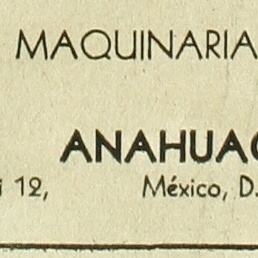 MAQUINARIA
ANAHUAC
i 12, México, D.